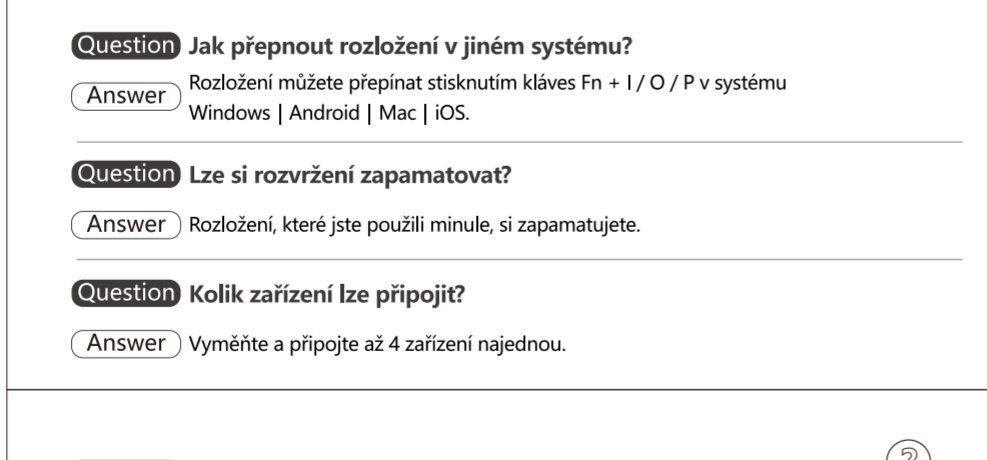 Question Jak přepnout rozložení v jiném systému?
Answer Rozložení můžete přepínat stisknutím kláves Fn + I / O / P v systému
Windows | Android | Mac | iOS.
Question Lze si rozvržení zapamatovat?
Answer Rozložení, které jste použili minule, si zapamatujete.
Question Kolik zařízení lze připojit?
Answer Vyměňte a připojte až 4 zařízení najednou.